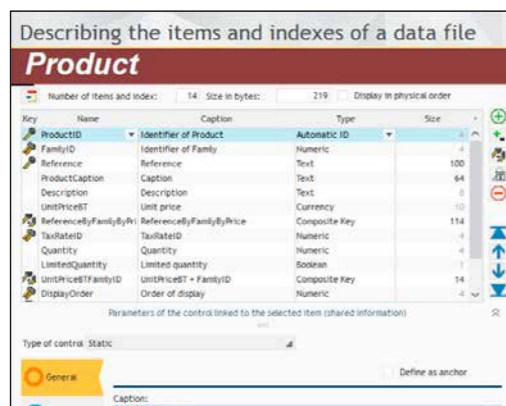 Describing the items and indexes of a data file
Product
Number of items and index: 14 Size in bytes: 219 Display in physical order
Key Name Caption Type Size
ProductID Identifier of Product Automatic ID 4
FamilyID Identifier of Family Numeric 4
Reference Reference Text 100
ProductCaption Caption Text 64
Description Description Text 8
UnitPriceBT Unit price Currency 10
ReferenceByFamilyByPri ReferenceByFamilyByPrice Composite Key 114
TaxRateID TaxRateID Numeric 4
Quantity Quantity Numeric 4
LimitedQuantity Limited quantity Boolean 1
UnitPriceBTFamilyID UnitPriceBT + FamilyID Composite Key 14
DisplayOrder Order of display Numeric 4
Parameters of the control linked to the selected item (shared information)
Type of control Static
General
Define as anchor
Caption: